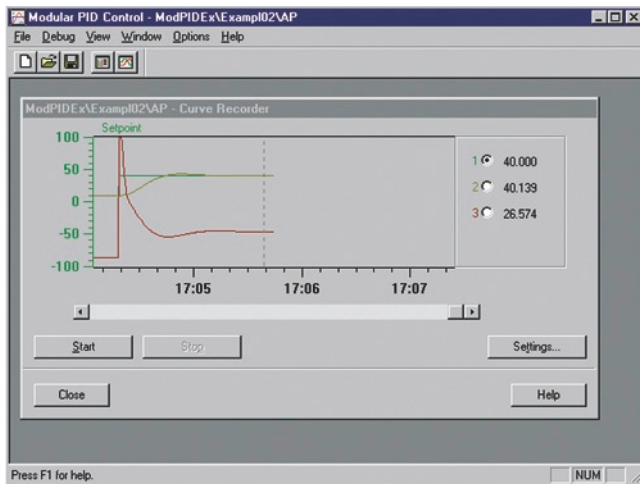 Modular PID Control - ModPIDEx\Exampl02\AP
File Debug View Window Options Help
ModPIDEx\Exampl02\AP - Curve Recorder
Setpoint
100
50
0
-50
-100
17:05 17:06 17:07
1 40.000
2 40.139
3 26.574
Start Stop Settings...
Close Help
Press F1 for help. NUM